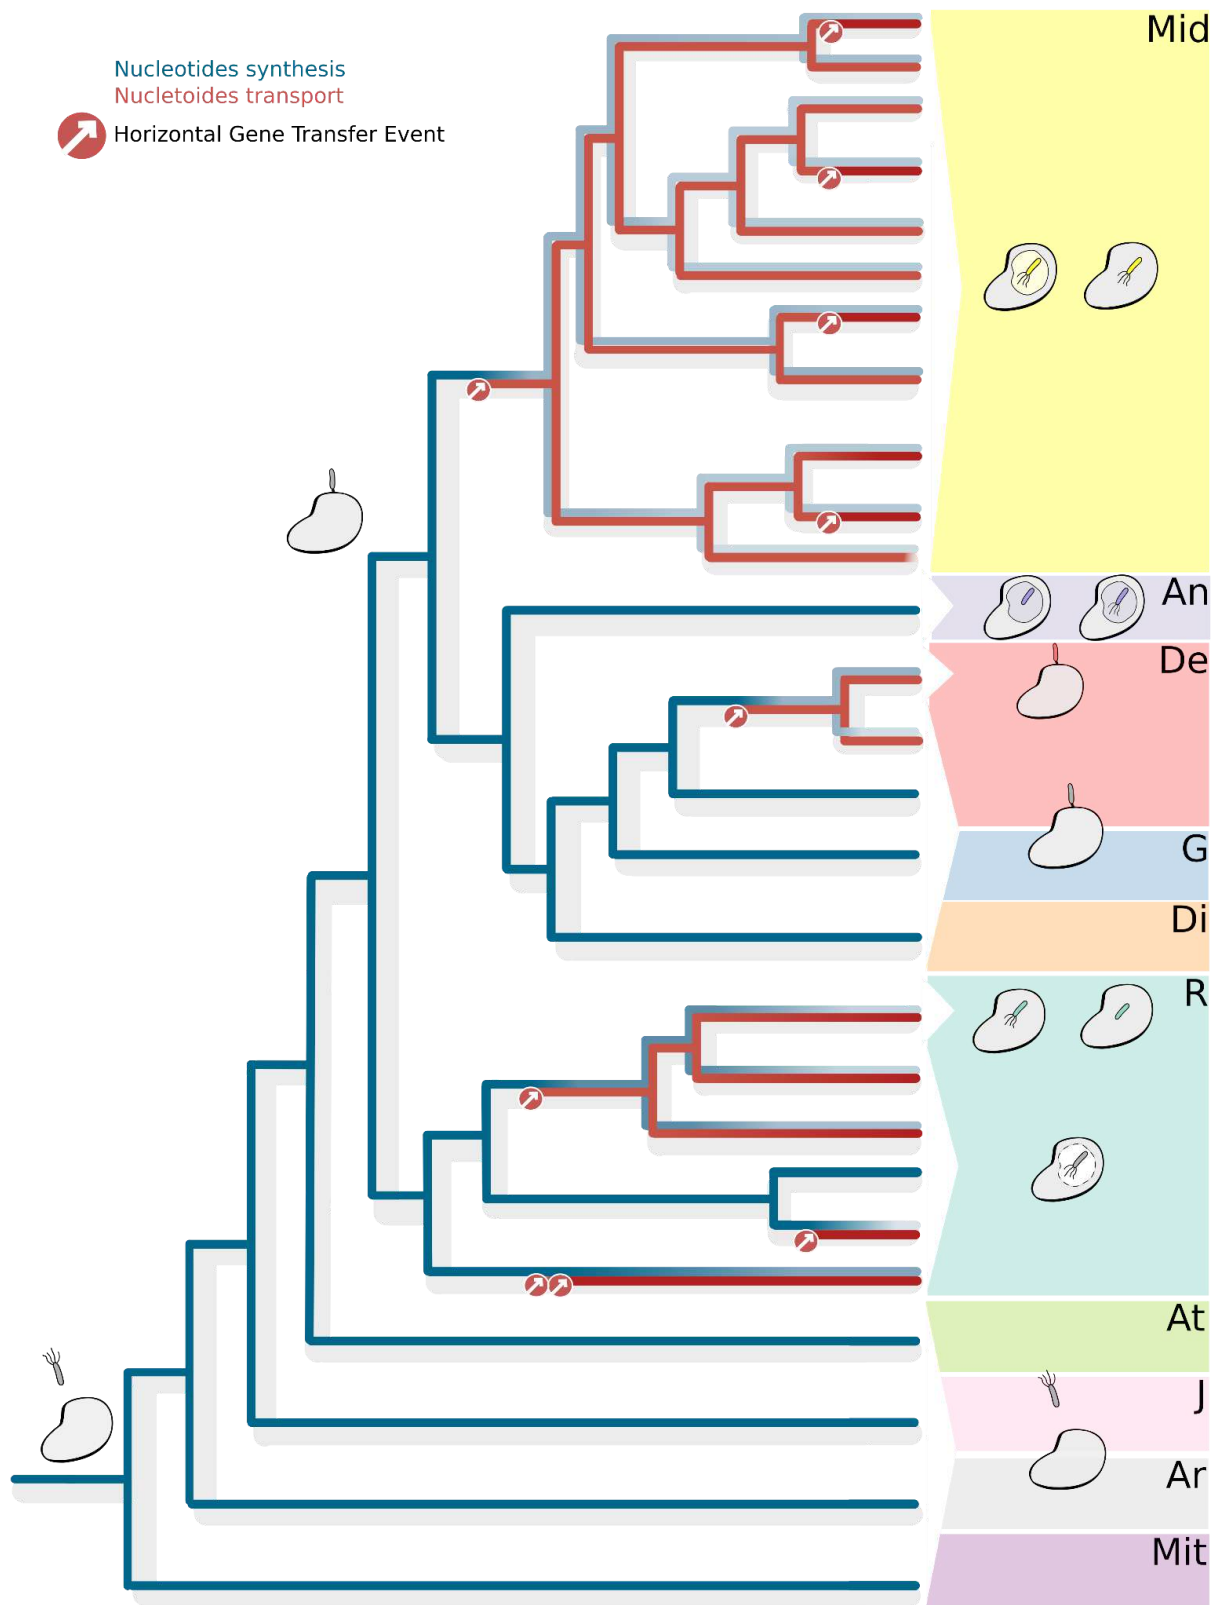 Nucleotides synthesis
Nucletoides transport
Horizontal Gene Transfer Event
Mid
An
De
G
Di
R
At
J
Ar
Mit